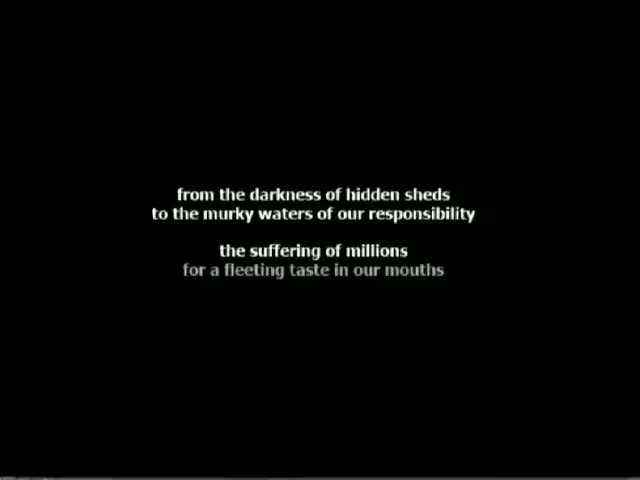 from the darkness of hidden sheds
to the murky waters of our responsibility
the suffering of millions
for a fleeting taste in our mouths